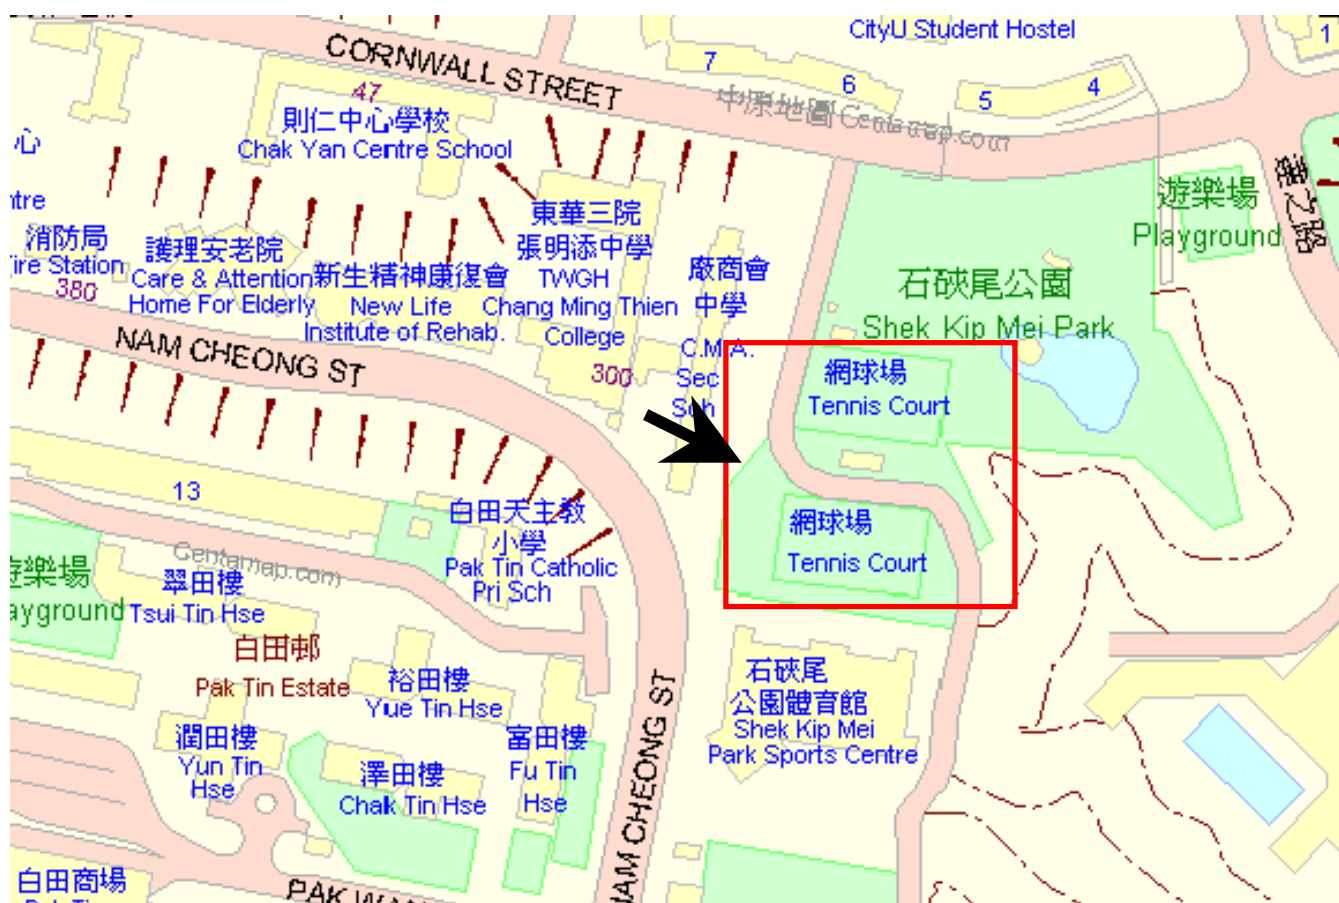 CityU Student Hostel
1
7
6
5
4
CORNWALL STREET
中原地圖 Centamap.com
47
則仁中心學校
Chak Yan Centre School
心
ntre
消防局
ire Station
380
護理安老院
Care & Attention
Home For Elderly
新生精神康復會
New Life
Institute of Rehab.
東華三院
張明添中學
TWGH
Chang Ming Thien
College
300
廠商會
中學
C.M.A.
Sec
Sch
遊樂場
Playground
石硤尾公園
Shek Kip Mei Park
網球場
Tennis Court
網球場
Tennis Court
NAM CHEONG ST
13
白田天主教
小學
Pak Tin Catholic
Pri Sch
Centamap.com
遊樂場
ayground
翠田樓
Tsui Tin Hse
白田邨
Pak Tin Estate
裕田樓
Yue Tin Hse
潤田樓
Yun Tin
Hse
澤田樓
Chak Tin Hse
富田樓
Fu Tin
Hse
NAM CHEONG ST
石硤尾
公園體育館
Shek Kip Mei
Park Sports Centre
白田商場